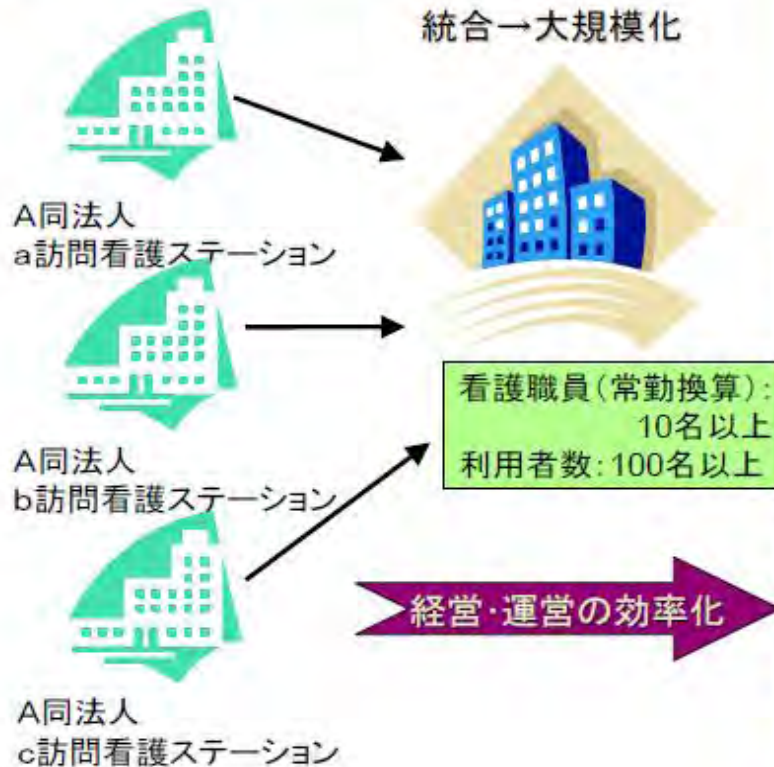 統合→大規模化
A同法人
a訪問看護ステーション
A同法人
b訪問看護ステーション
A同法人
c訪問看護ステーション
看護職員(常勤換算):
10名以上
利用者数:100名以上
経営・運営の効率化